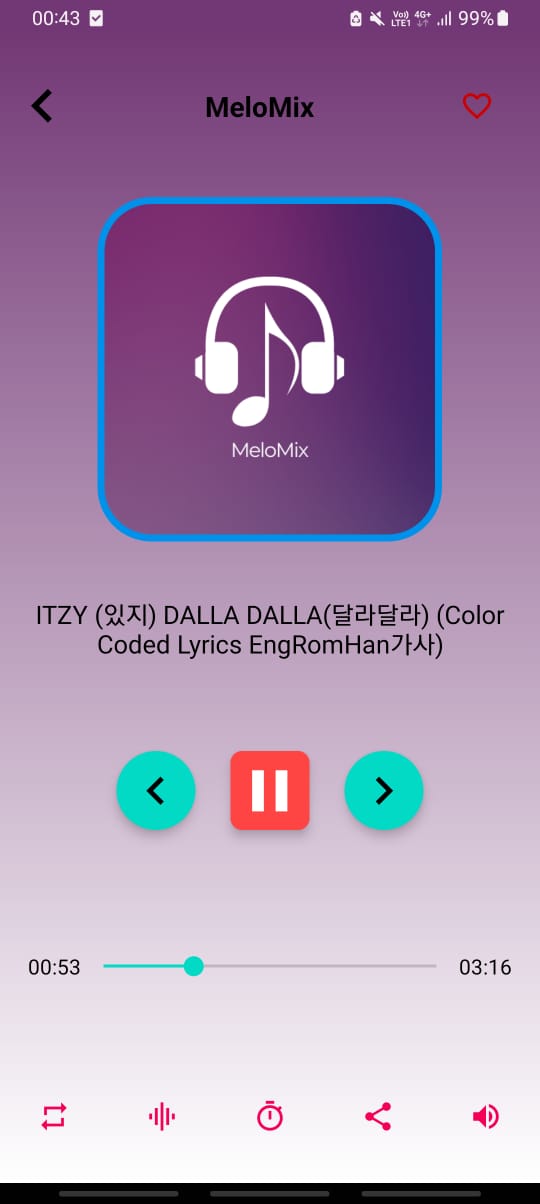 00:43
Vo)) 4G+
LTE1
99%
MeloMix
MeloMix
ITZY (있지) DALLA DALLA(달라달라) (Color
Coded Lyrics EngRomHan가사)
00:53
03:16